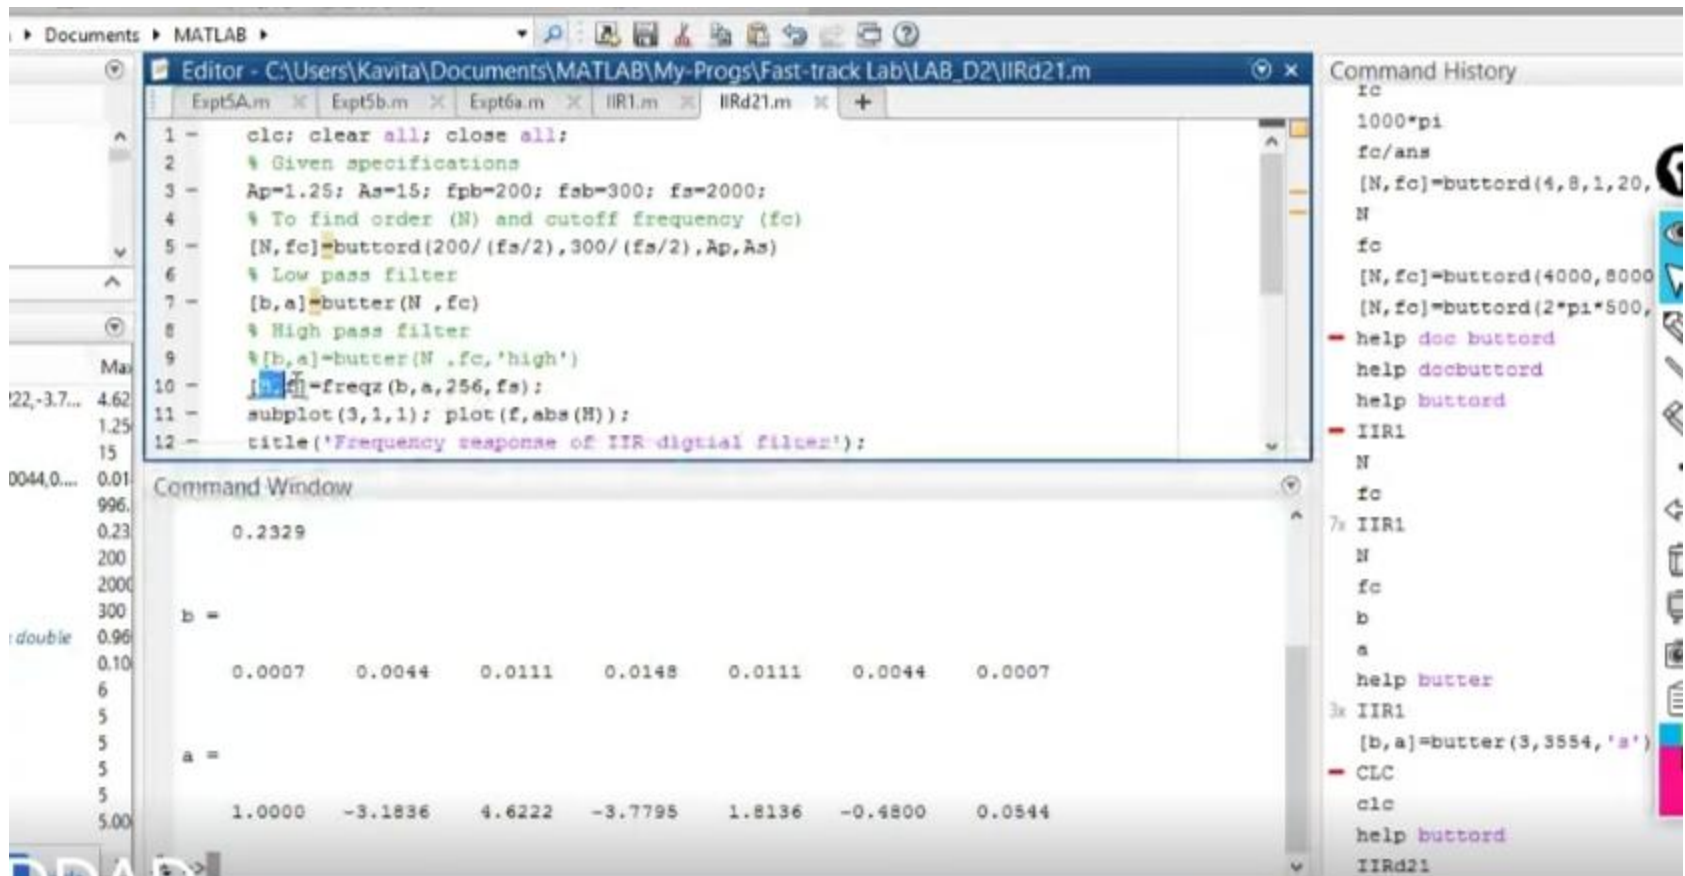 Documents ▸ MATLAB ▸
Editor - C:\Users\Kavita\Documents\MATLAB\My-Progs\Fast-track Lab\LAB_D2\IIRd21.m
Expt5A.m Expt5b.m Expt6a.m IIR1.m IIRd21.m
1 clc; clear all; close all;
2 % Given specifications
3 Ap=1.25; As=15; fpb=200; fsb=300; fs=2000;
4 % To find order (N) and cutoff frequency (fc)
5 [N,fc]=buttord(200/(fs/2),300/(fs/2),Ap,As)
6 % Low pass filter
7 [b,a]=butter(N ,fc)
8 % High pass filter
9 %[b,a]=butter(N ,fc,'high')
10 [H,f]=freqz(b,a,256,fs);
11 subplot(3,1,1); plot(f,abs(H));
12 title('Frequency response of IIR digtial filter');
Max
22,-3.7... 4.62
1.25
15
0044,0.... 0.01
996.
0.23
200
2000
300
double 0.96
0.10
6
5
5
5
5
5.00
Command Window
0.2329
b =
0.0007 0.0044 0.0111 0.0148 0.0111 0.0044 0.0007
a =
1.0000 -3.1836 4.6222 -3.7795 1.8136 -0.4800 0.0544
Command History
fc
1000*pi
fc/ans
[N,fc]=buttord(4,8,1,20,
N
fc
[N,fc]=buttord(4000,8000
[N,fc]=buttord(2*pi*500,
help doc buttord
help docbuttord
help buttord
IIR1
N
fc
7x IIR1
N
fc
b
a
help butter
3x IIR1
[b,a]=butter(3,3554,'s')
CLC
clc
help buttord
IIRd21